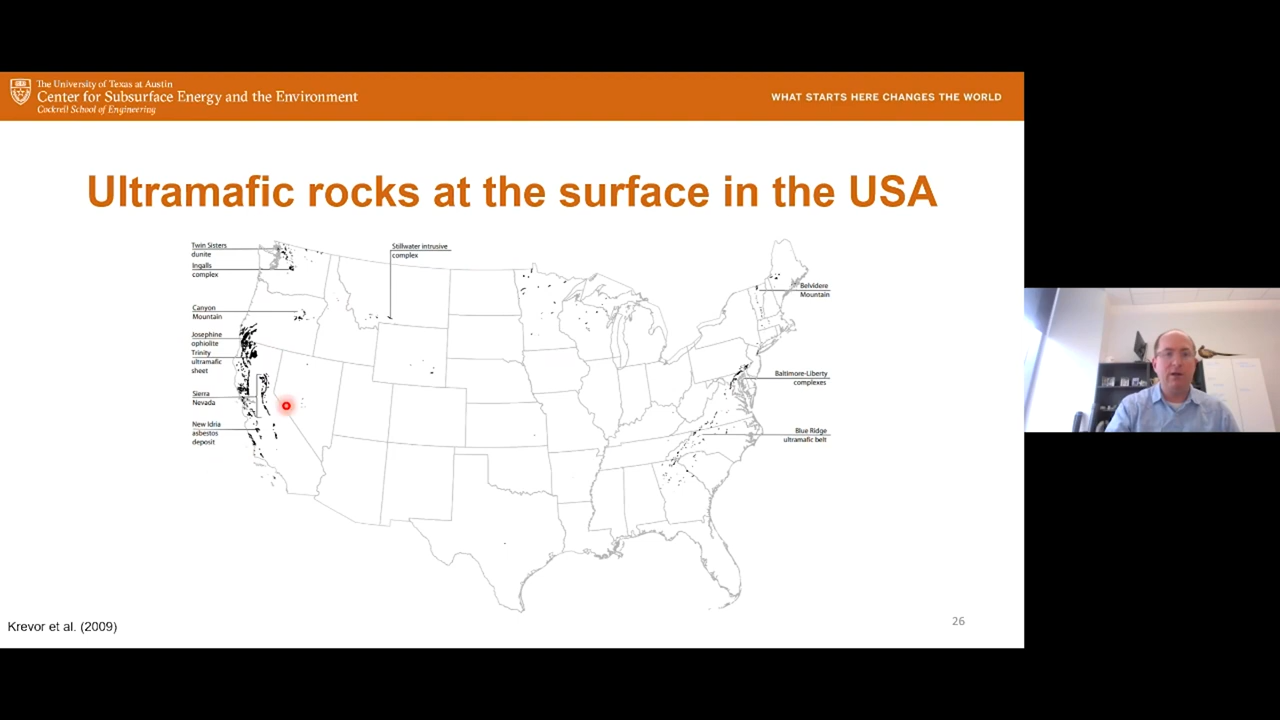 The University of Texas at Austin
Center for Subsurface Energy and the Environment
Cockrell School of Engineering
WHAT STARTS HERE CHANGES THE WORLD
Ultramafic rocks at the surface in the USA
Twin Sisters
dunite
Ingalls
complex
Canyon
Mountain
Josephine
ophiolite
Trinity
ultramafic
sheet
Sierra
Nevada
New Idria
asbestos
deposit
Stillwater intrusive
complex
Belvidere
Mountain
Baltimore-Liberty
complexes
Blue Ridge
ultramafic belt
Krevor et al. (2009)
26